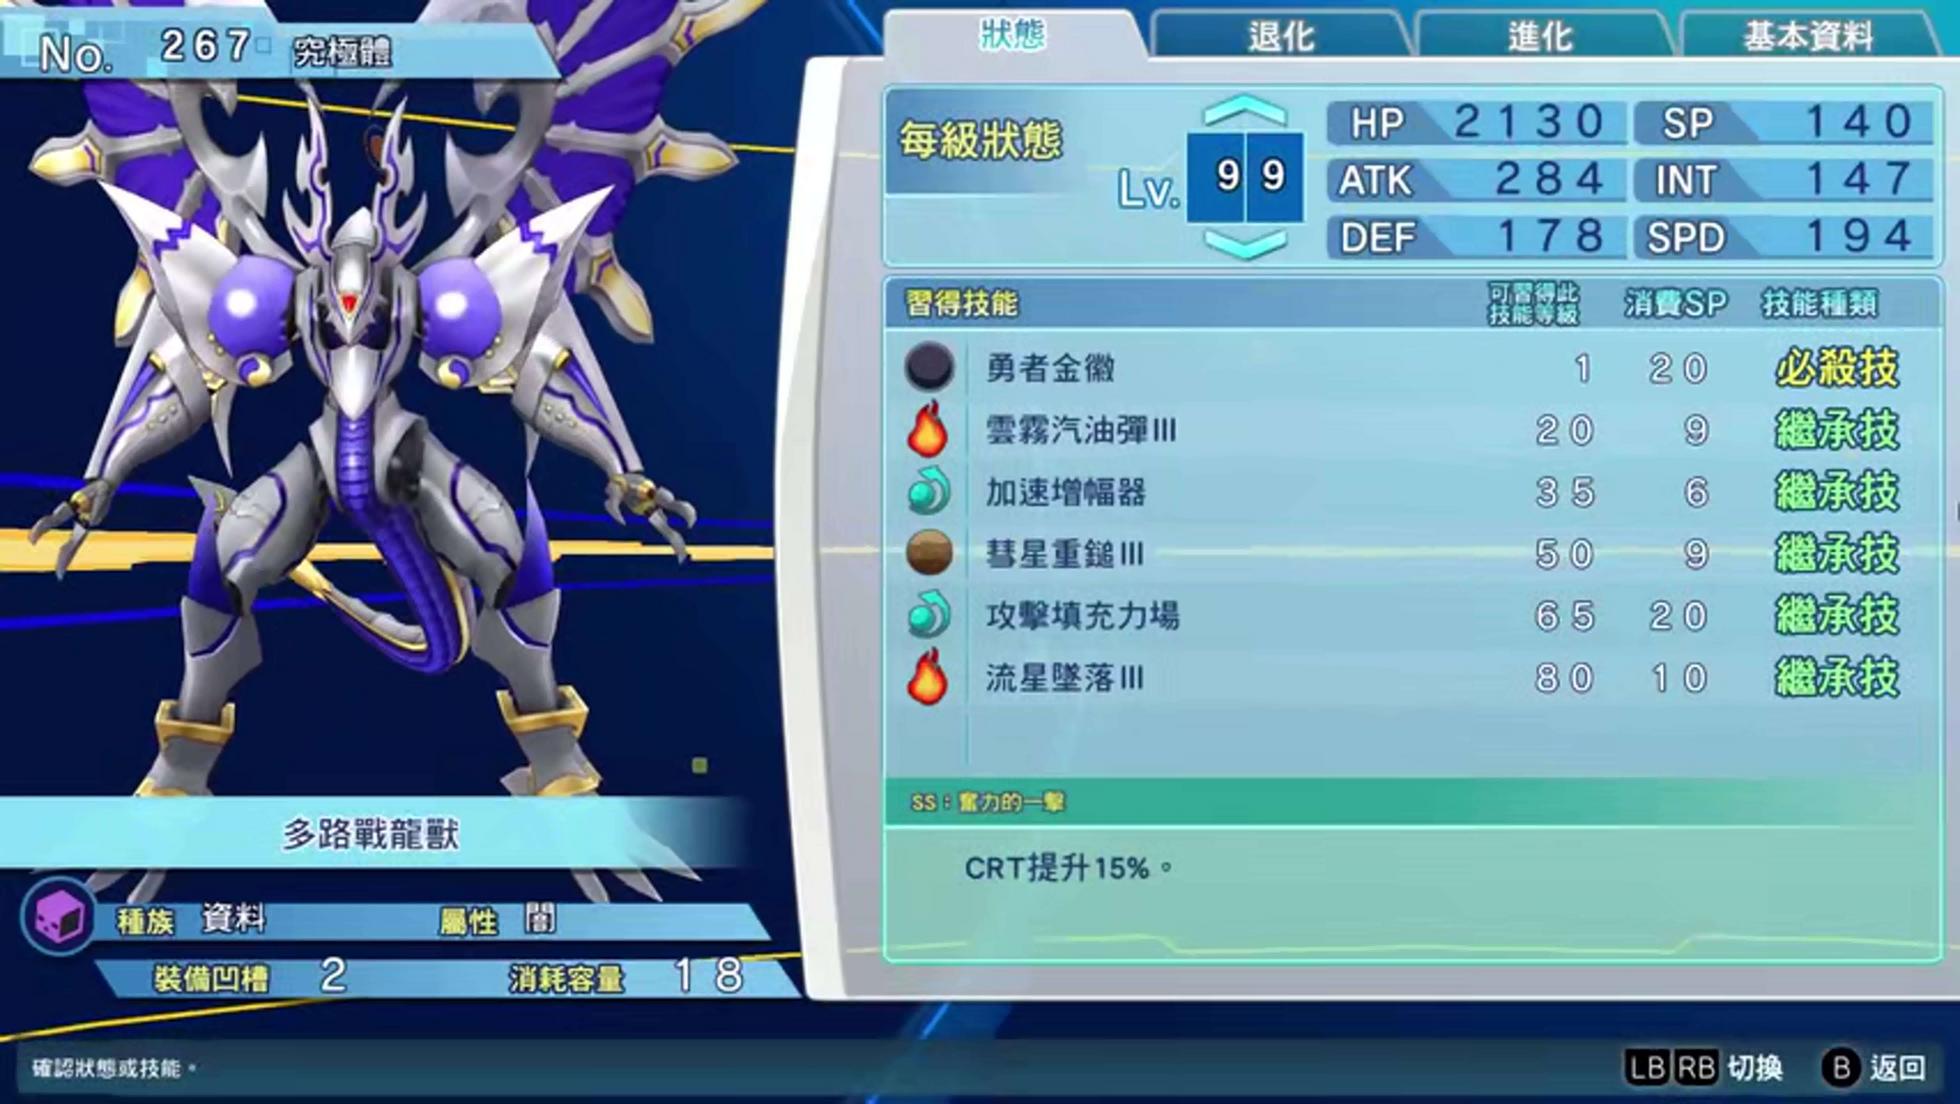 No. 267 究極體
狀態 退化 進化 基本資料
每級狀態 Lv. 99
HP 2130 SP 140
ATK 284 INT 147
DEF 178 SPD 194
習得技能 可習得此技能等級 消費SP 技能種類
勇者金徽 1 20 必殺技
雲霧汽油彈III 20 9 繼承技
加速增幅器 35 6 繼承技
彗星重鎚III 50 9 繼承技
攻擊填充力場 65 20 繼承技
流星墜落III 80 10 繼承技
SS：奮力的一擊
CRT提升15%。
多路戰龍獸
種族 資料 屬性 闇
裝備凹槽 2 消耗容量 18
確認狀態或技能。
LB RB 切換 B 返回